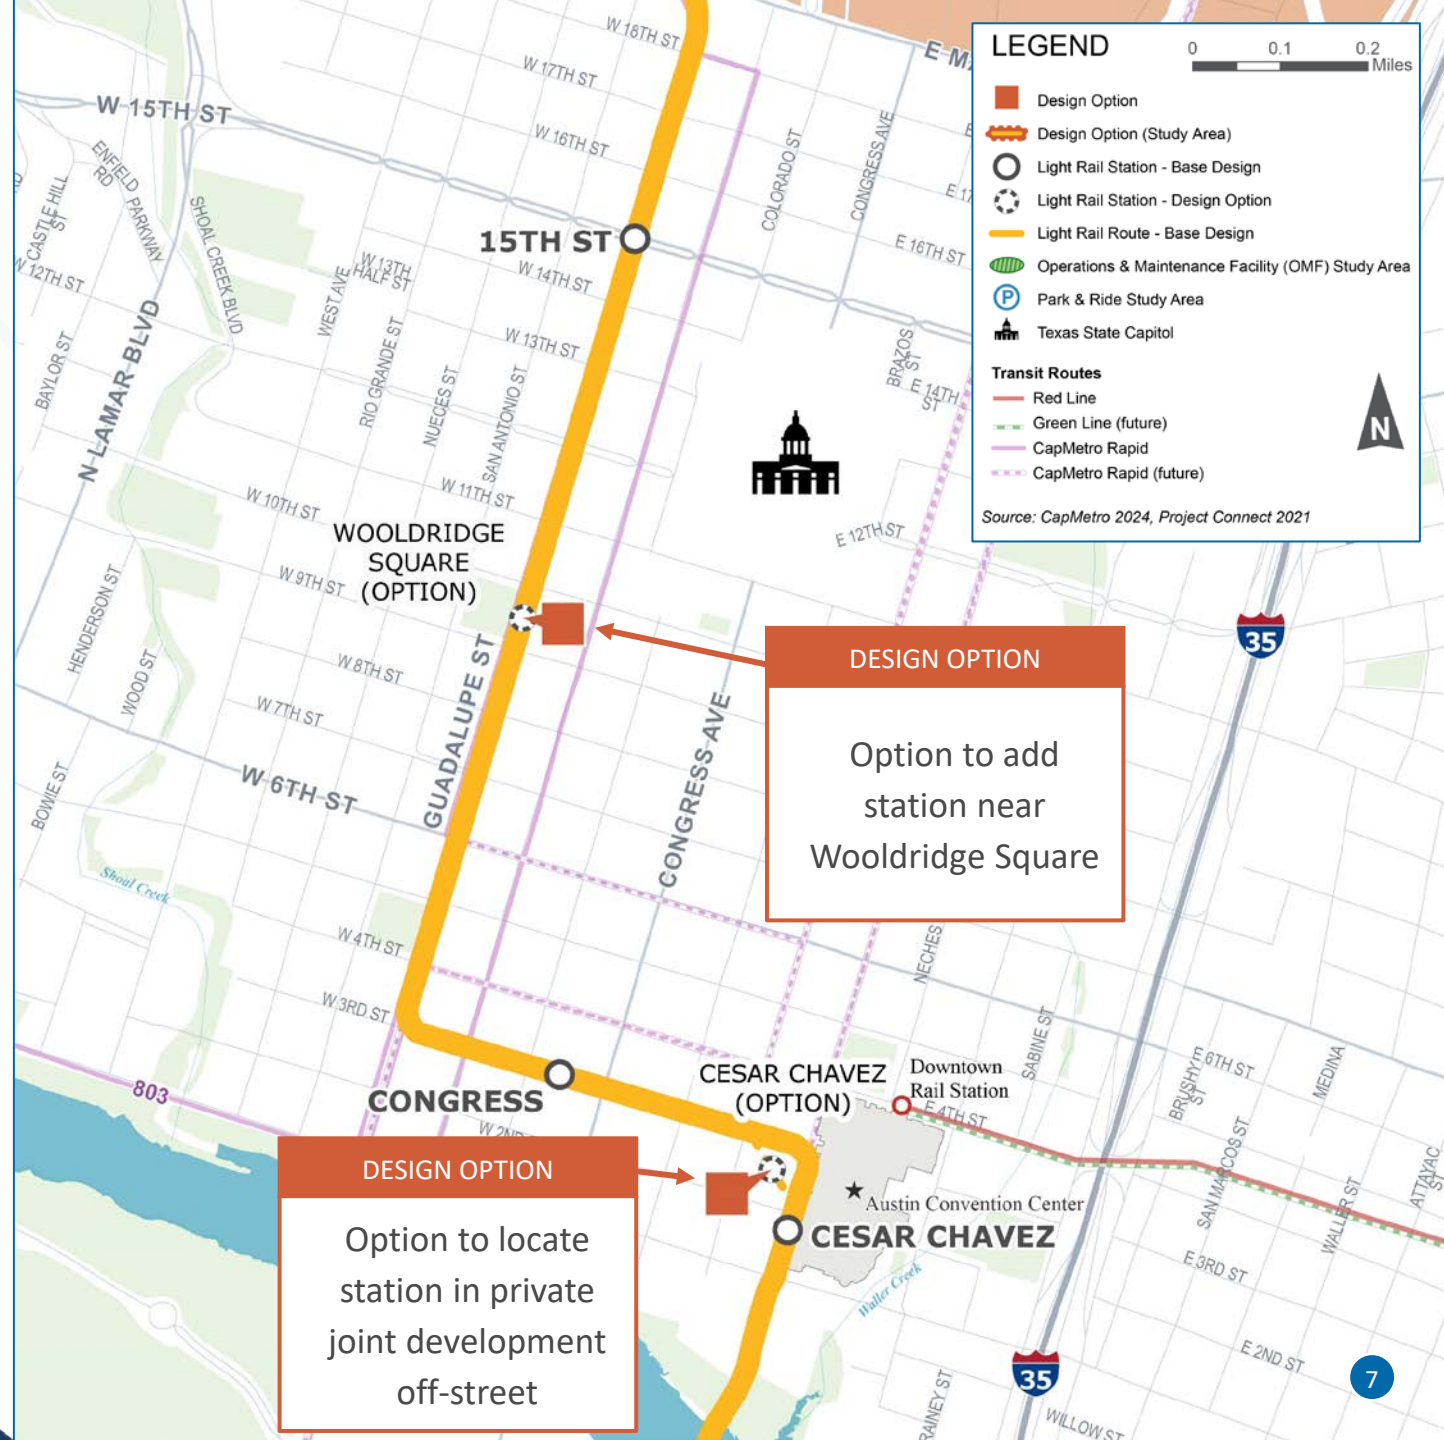 W 18TH ST
E M
LEGEND
0
0.1
0.2
Miles
Design Option
Design Option (Study Area)
Light Rail Station - Base Design
Light Rail Station - Design Option
Light Rail Route - Base Design
Operations & Maintenance Facility (OMF) Study Area
P
Park & Ride Study Area
Texas State Capitol
Transit Routes
Red Line
Green Line (future)
CapMetro Rapid
CapMetro Rapid (future)
N
Source: CapMetro 2024, Project Connect 2021
W 17TH ST
W 15TH ST
W 16TH ST
COLORADO ST
CONGRESS AVE
E 17
ENFIELD
RD
PARKWAY
CASTLE HILL
ST
SHOAL CREEK BLVD
15TH ST
E 16TH ST
W 12TH ST
W 13TH
HALF ST
W 14TH ST
WEST AVE
N LAMAR BLVD
BAYLOR ST
RIO GRANDE ST
W 13TH ST
NUECES ST
SAN ANTONIO ST
BRAZOS
ST
E 14TH
ST
W 11TH ST
W 10TH ST
WOOLDRIDGE
SQUARE
(OPTION)
E 12TH ST
W 9TH ST
HENDERSON ST
35
DESIGN OPTION
Option to add
station near
Wooldridge Square
W 8TH ST
WOOD ST
W 7TH ST
GUADALUPE ST
CONGRESS AVE
W 6TH ST
BOWIE ST
Shoal Creek
W 4TH ST
NECHES
W 3RD ST
SABINE ST
803
CONGRESS
CESAR CHAVEZ
(OPTION)
Downtown
Rail Station
E 4TH ST
E 6TH ST
BRUSHY
ST
MEDINA
W 2N
DESIGN OPTION
Option to locate
station in private
joint development
off-street
Austin Convention Center
CESAR CHAVEZ
SAN MARCOS ST
WALLER ST
ATTAYAC
ST
E 3RD ST
Waller Creek
E 2ND ST
35
7
RAINEY ST
WILLOW ST